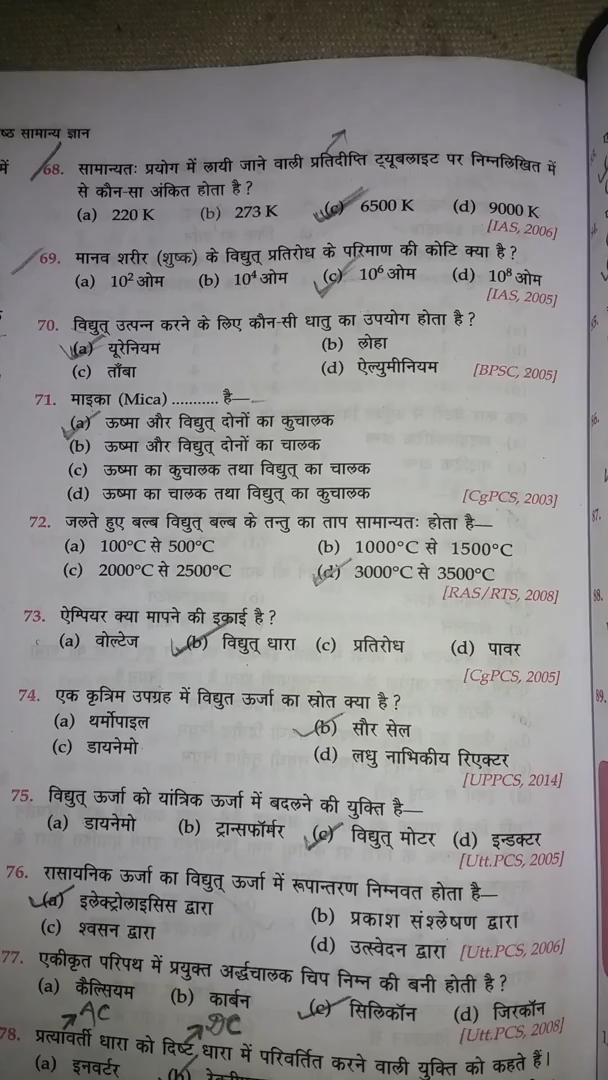 ष्ठ सामान्य ज्ञान
में
68. सामान्यतः प्रयोग में लायी जाने वाली प्रतिदीप्ति ट्यूबलाइट पर निम्नलिखित में
से कौन-सा अंकित होता है ?
(a) 220 K (b) 273 K (c) 6500 K (d) 9000 K
[IAS, 2006]
69. मानव शरीर (शुष्क) के विद्युत् प्रतिरोध के परिमाण की कोटि क्या है ?
(a) 10² ओम (b) 10⁴ ओम (c) 10⁶ ओम (d) 10⁸ ओम
[IAS, 2005]
70. विद्युत् उत्पन्न करने के लिए कौन-सी धातु का उपयोग होता है ?
(a) यूरेनियम (b) लोहा
(c) ताँबा (d) ऐल्युमीनियम [BPSC, 2005]
71. माइका (Mica) ........... है—
(a) ऊष्मा और विद्युत् दोनों का कुचालक
(b) ऊष्मा और विद्युत् दोनों का चालक
(c) ऊष्मा का कुचालक तथा विद्युत् का चालक
(d) ऊष्मा का चालक तथा विद्युत् का कुचालक [CgPCS, 2003]
72. जलते हुए बल्ब विद्युत् बल्ब के तन्तु का ताप सामान्यतः होता है—
(a) 100°C से 500°C (b) 1000°C से 1500°C
(c) 2000°C से 2500°C (d) 3000°C से 3500°C
[RAS/RTS, 2008]
73. ऐम्पियर क्या मापने की इकाई है ?
(a) वोल्टेज (b) विद्युत् धारा (c) प्रतिरोध (d) पावर
[CgPCS, 2005]
74. एक कृत्रिम उपग्रह में विद्युत ऊर्जा का स्रोत क्या है ?
(a) थर्मोपाइल (b) सौर सेल
(c) डायनेमो (d) लधु नाभिकीय रिएक्टर
[UPPCS, 2014]
75. विद्युत् ऊर्जा को यांत्रिक ऊर्जा में बदलने की युक्ति है—
(a) डायनेमो (b) ट्रान्सफॉर्मर (c) विद्युत् मोटर (d) इन्डक्टर
[Utt.PCS, 2005]
76. रासायनिक ऊर्जा का विद्युत् ऊर्जा में रूपान्तरण निम्नवत होता है—
(a) इलेक्ट्रोलाइसिस द्वारा (b) प्रकाश संश्लेषण द्वारा
(c) श्वसन द्वारा (d) उत्स्वेदन द्वारा [Utt.PCS, 2006]
77. एकीकृत परिपथ में प्रयुक्त अर्द्धचालक चिप निम्न की बनी होती है ?
(a) कैल्सियम (b) कार्बन (c) सिलिकॉन (d) जिरकॉन
[Utt.PCS, 2008]
AC DC
78. प्रत्यावर्ती धारा को दिष्ट धारा में परिवर्तित करने वाली युक्ति को कहते हैं।
(a) इनवर्टर (b)
87.
88.
89.